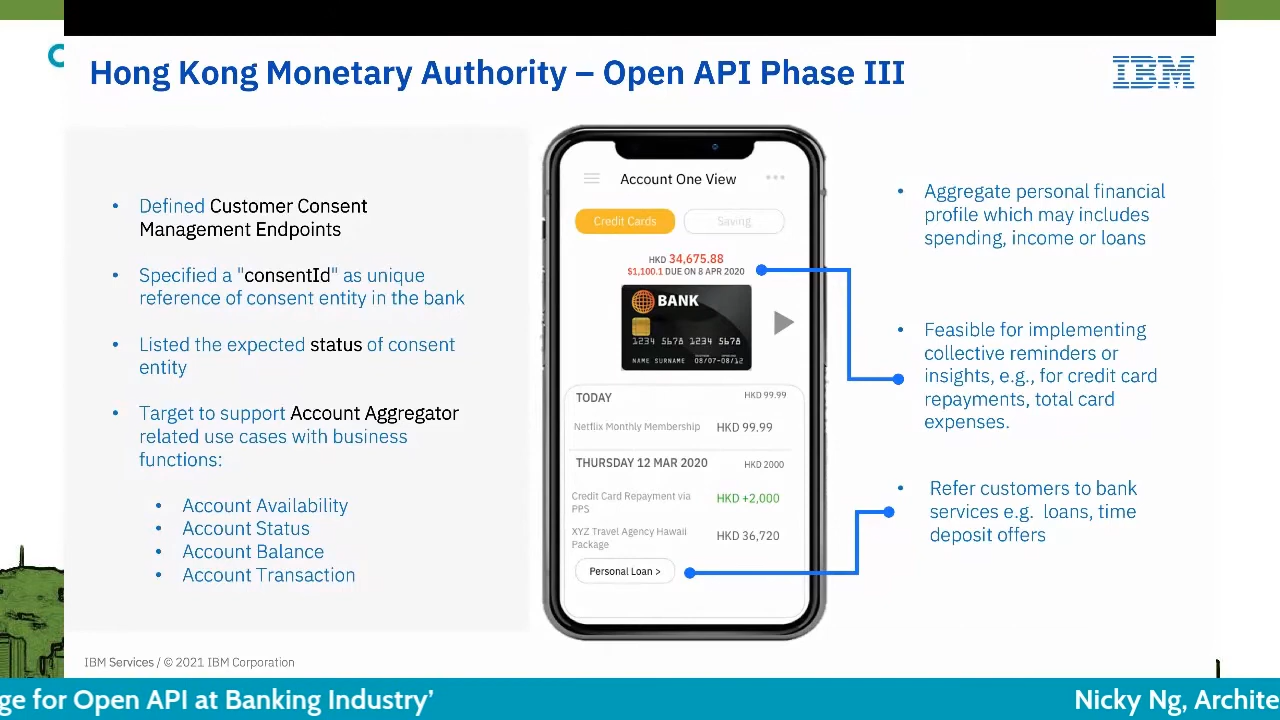 Hong Kong Monetary Authority – Open API Phase III
IBM
• Defined Customer Consent
Management Endpoints
• Specified a "consentId" as unique
reference of consent entity in the bank
• Listed the expected status of consent
entity
• Target to support Account Aggregator
related use cases with business
functions:
• Account Availability
• Account Status
• Account Balance
• Account Transaction
Account One View
Credit Cards
Saving
HKD 34,675.88
$1,100.1 DUE ON 8 APR 2020
BANK
1234 5678 1234 5678
NAME SURNAME 08/07-08/12
TODAY HKD 99.99
Netflix Monthly Membership HKD 99.99
THURSDAY 12 MAR 2020 HKD 2000
Credit Card Repayment via
PPS
HKD +2,000
XYZ Travel Agency Hawaii
Package
HKD 36,720
Personal Loan >
• Aggregate personal financial
profile which may includes
spending, income or loans
• Feasible for implementing
collective reminders or
insights, e.g., for credit card
repayments, total card
expenses.
• Refer customers to bank
services e.g. loans, time
deposit offers
IBM Services / © 2021 IBM Corporation
ge for Open API at Banking Industry’
Nicky Ng, Archite